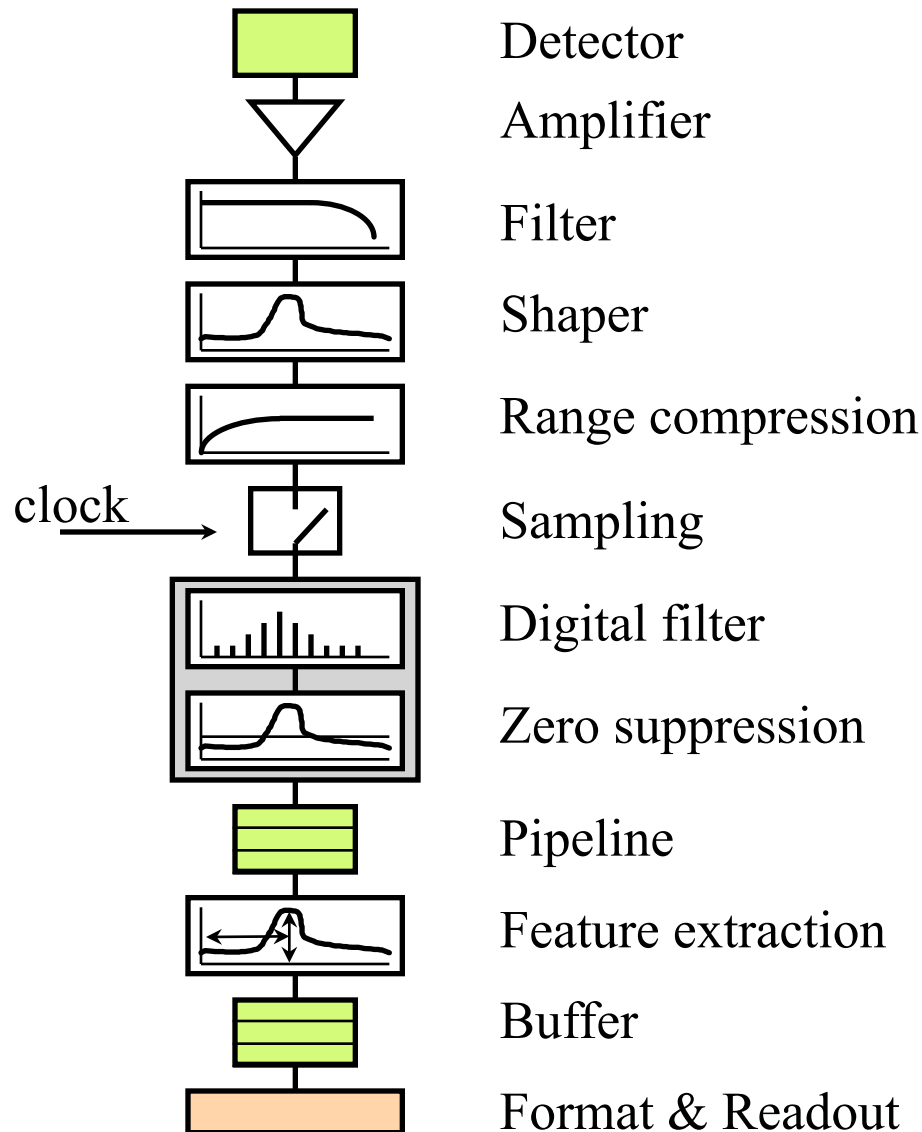 Detector
Amplifier
Filter
Shaper
Range compression
clock
Sampling
Digital filter
Zero suppression
Pipeline
Feature extraction
Buffer
Format & Readout